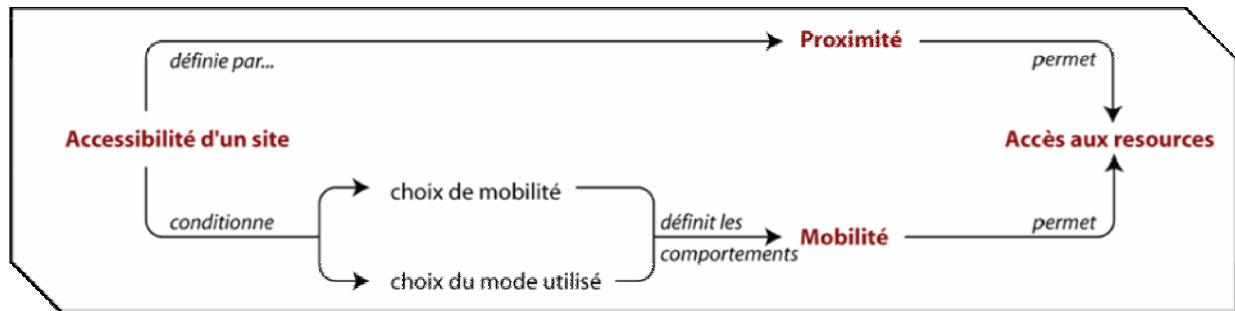 Proximité
définie par...
permet
Accessibilité d'un site
Accès aux resources
choix de mobilité
conditionne
définit les
comportements
Mobilité
permet
choix du mode utilisé